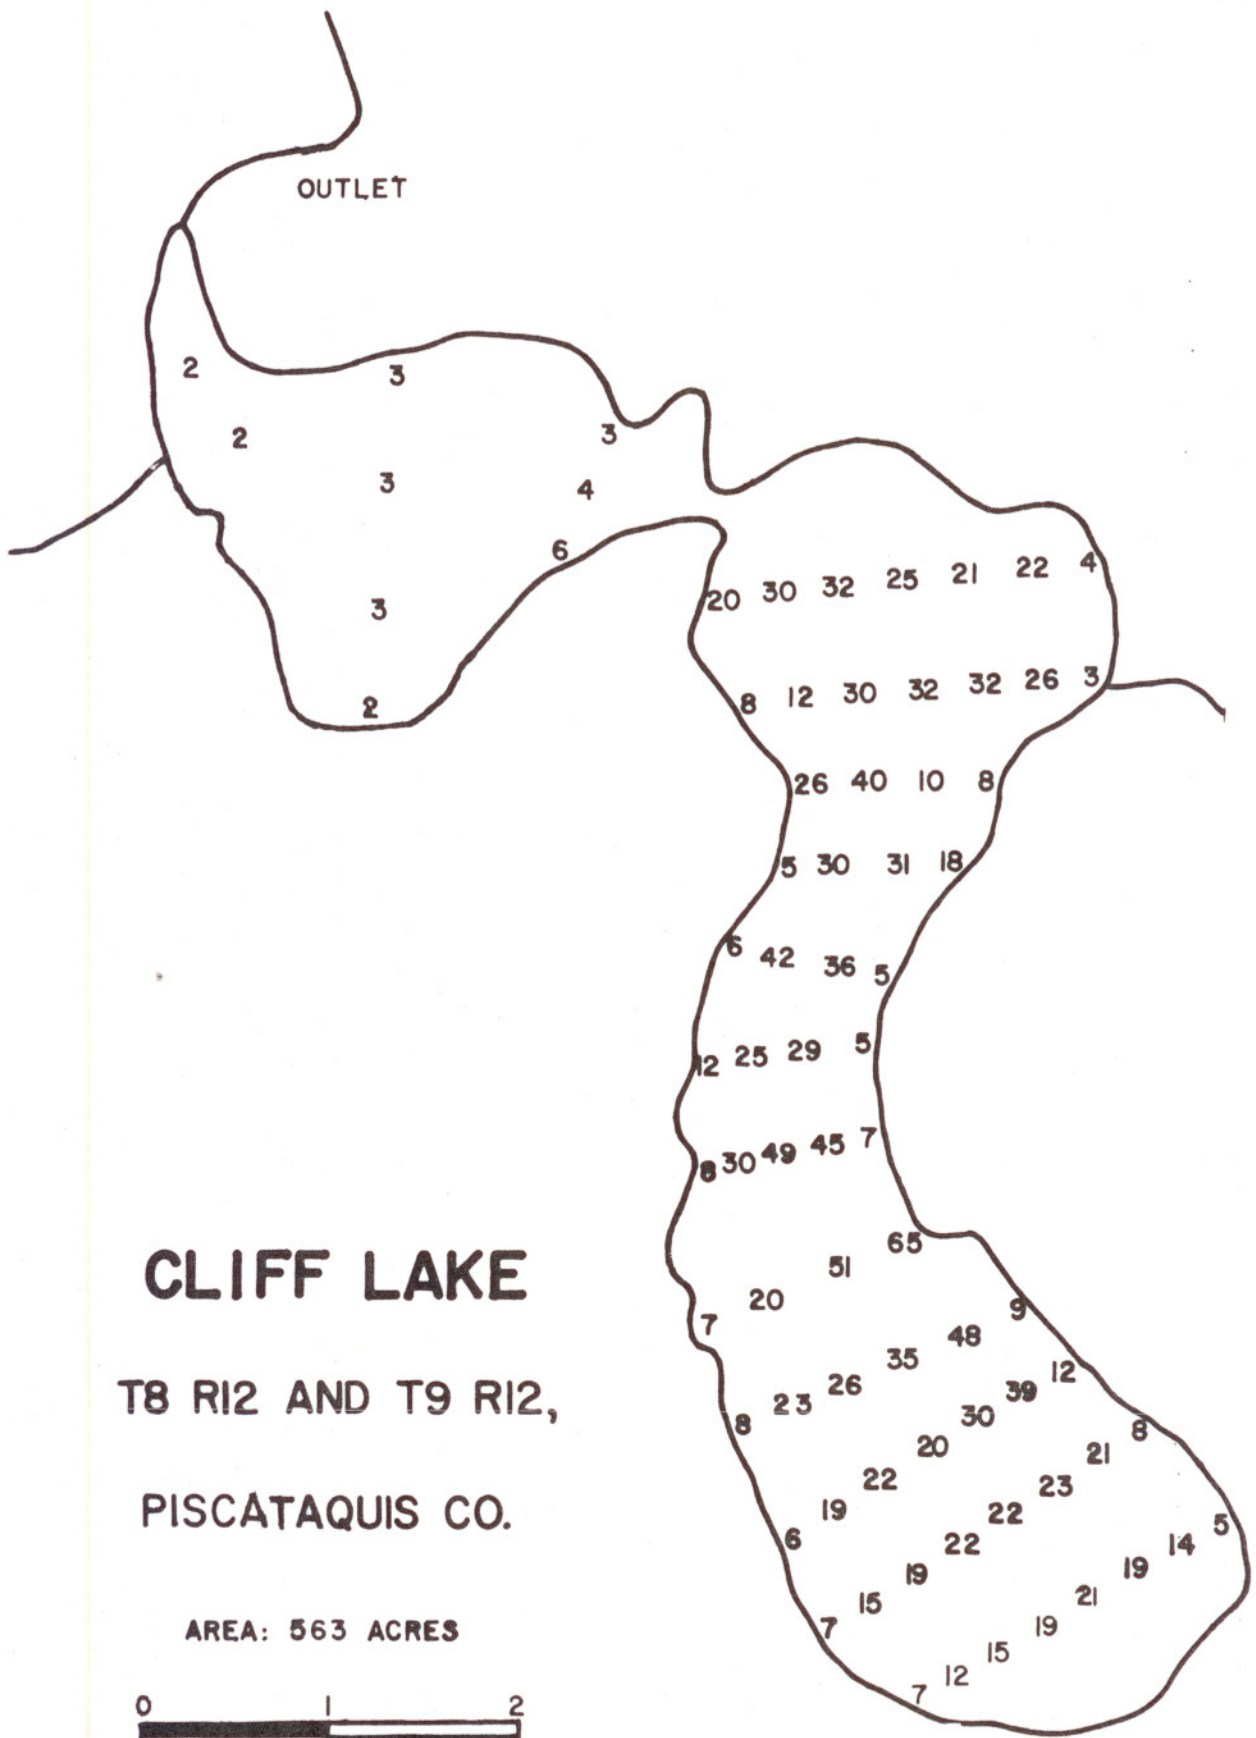 OUTLET
2
3
2
3
3
4
6
3
2
20 30 32 25 21 22 4
8 12 30 32 32 26 3
26 40 10 8
5 30 31 18
6 42 36 5
12 25 29 5
8 30 49 45 7
7 20 51 65
8 23 26 35 48 9
6 19 22 20 30 39 12
7 15 19 22 22 23 21 8
7 12 15 19 21 19 14 5
CLIFF LAKE
T8 R12 AND T9 R12,
PISCATAQUIS CO.
AREA: 563 ACRES
0 1 2